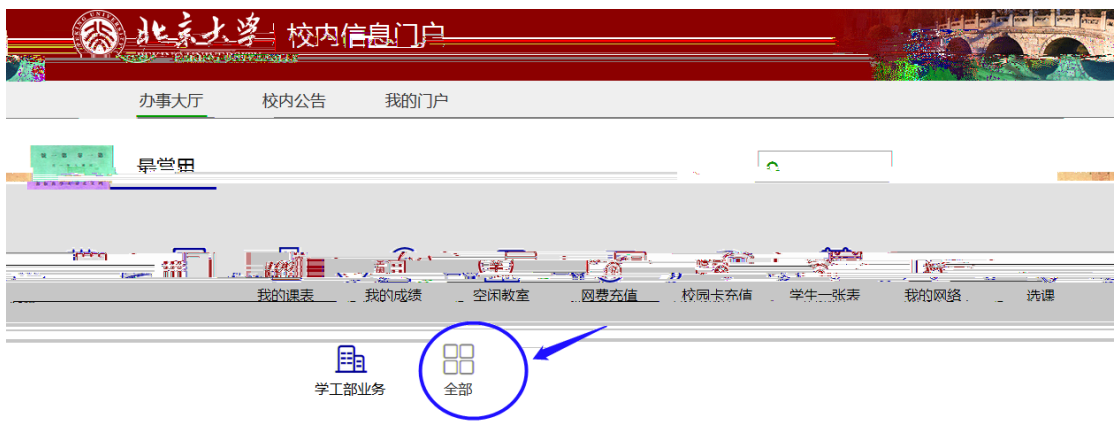 北京大学 校内信息门户
办事大厅 校内公告 我的门户
最常用
我的课表 我的成绩 空闲教室 网费充值 校园卡充值 学生一张表 我的网络 选课
学工部业务 全部